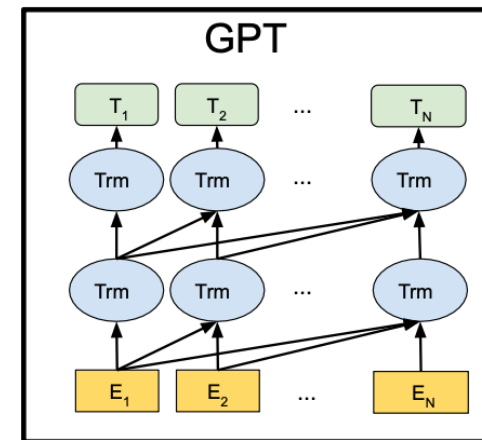 GPT
T₁ T₂ ... Tₙ
Trm Trm ... Trm
Trm Trm ... Trm
E₁ E₂ ... Eₙ